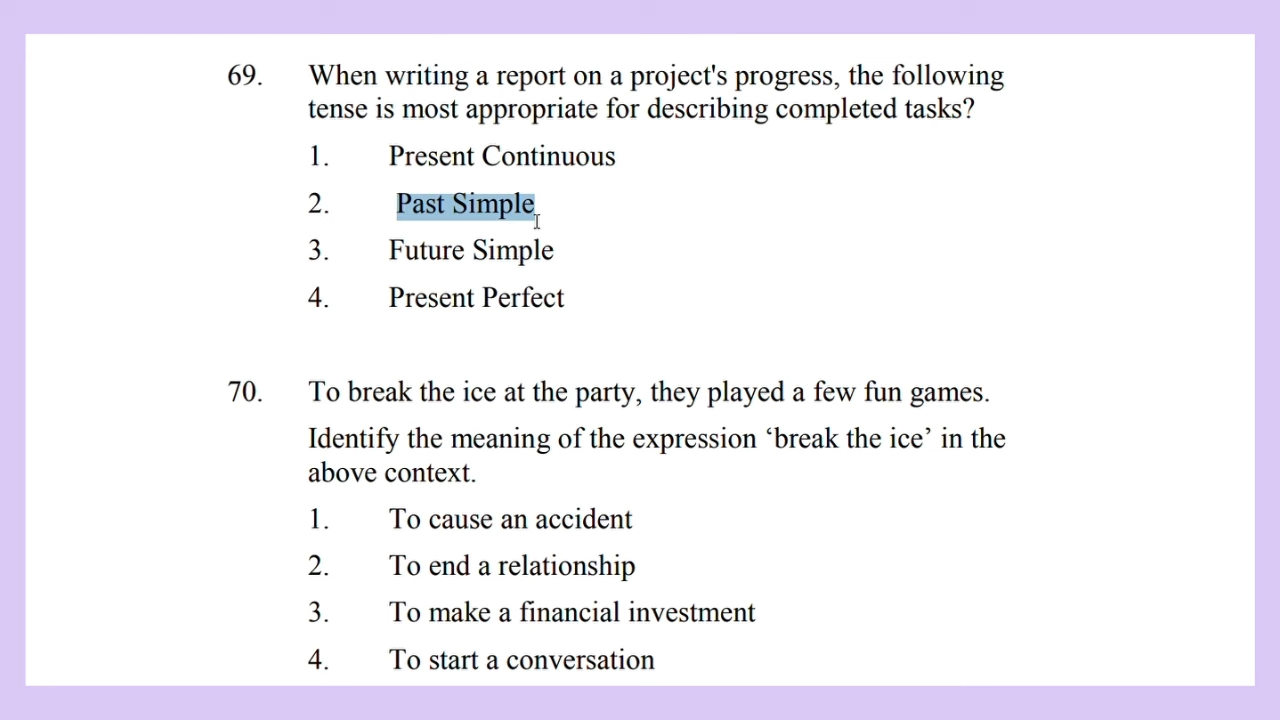 69. When writing a report on a project's progress, the following
tense is most appropriate for describing completed tasks?
1. Present Continuous
2. Past Simple
3. Future Simple
4. Present Perfect
70. To break the ice at the party, they played a few fun games.
Identify the meaning of the expression ‘break the ice’ in the
above context.
1. To cause an accident
2. To end a relationship
3. To make a financial investment
4. To start a conversation